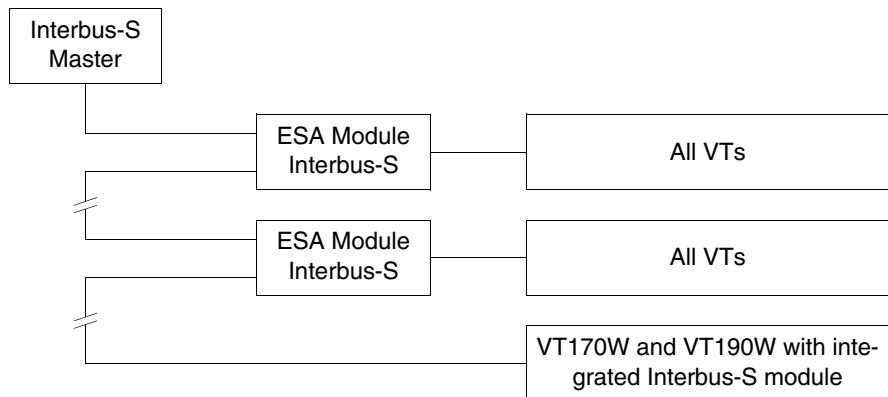 Interbus-S
Master
ESA Module
Interbus-S
All VTs
ESA Module
Interbus-S
All VTs
VT170W and VT190W with inte-
grated Interbus-S module